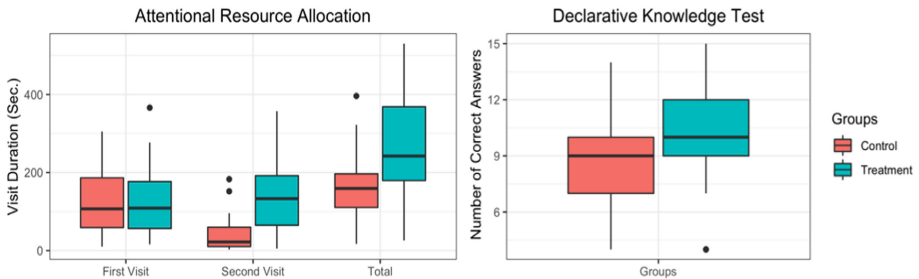 Attentional Resource Allocation
Visit Duration (Sec.)
400
200
0
First Visit
Second Visit
Total
Declarative Knowledge Test
Number of Correct Answers
15
12
9
6
Groups
Groups
Control
Treatment